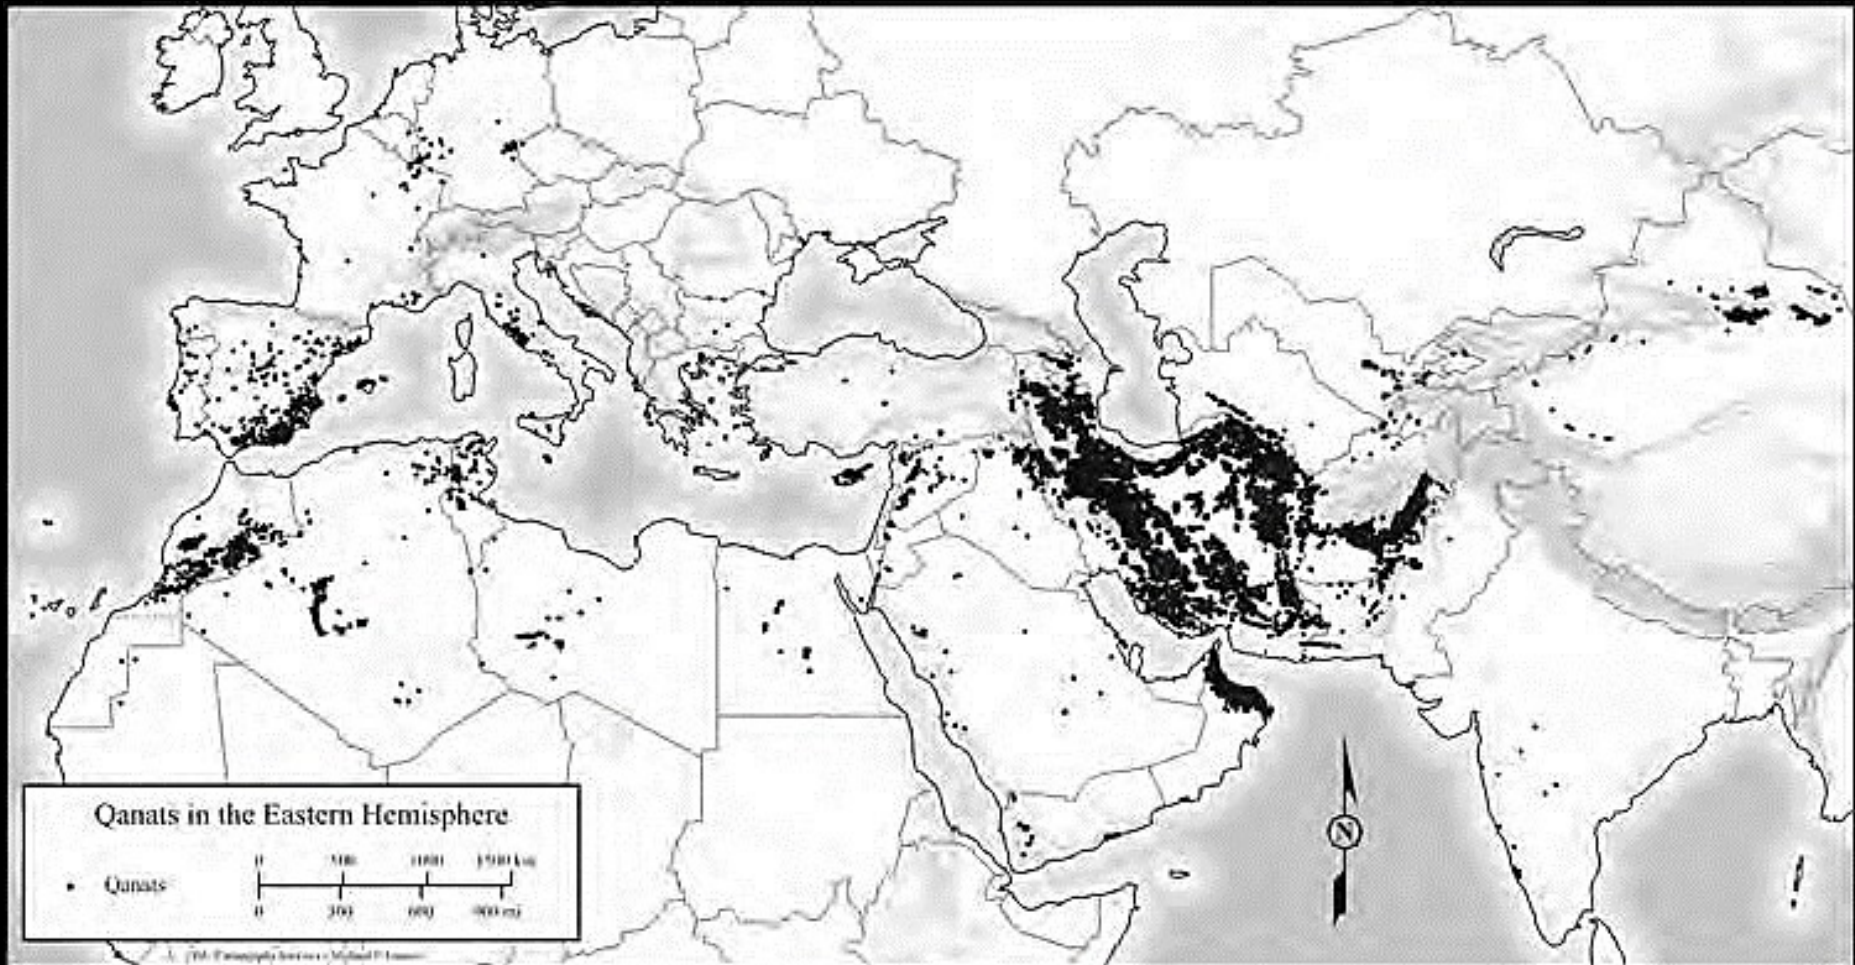 Qanats in the Eastern Hemisphere
0 500 1000 1500 km
Qanats
0 300 600 900 mi
N